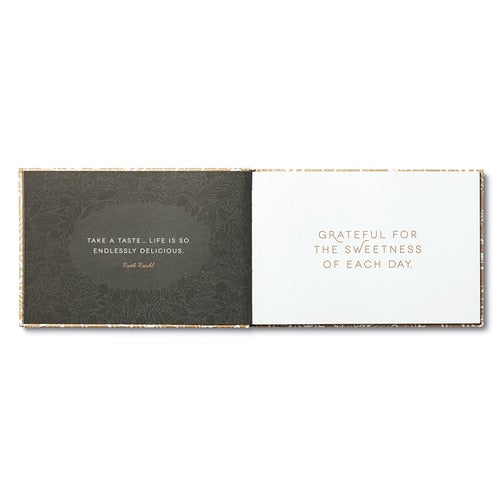 TAKE A TASTE... LIFE IS SO
ENDLESSLY DELICIOUS.
Ruth Reichl
GRATEFUL FOR
THE SWEETNESS
OF EACH DAY.